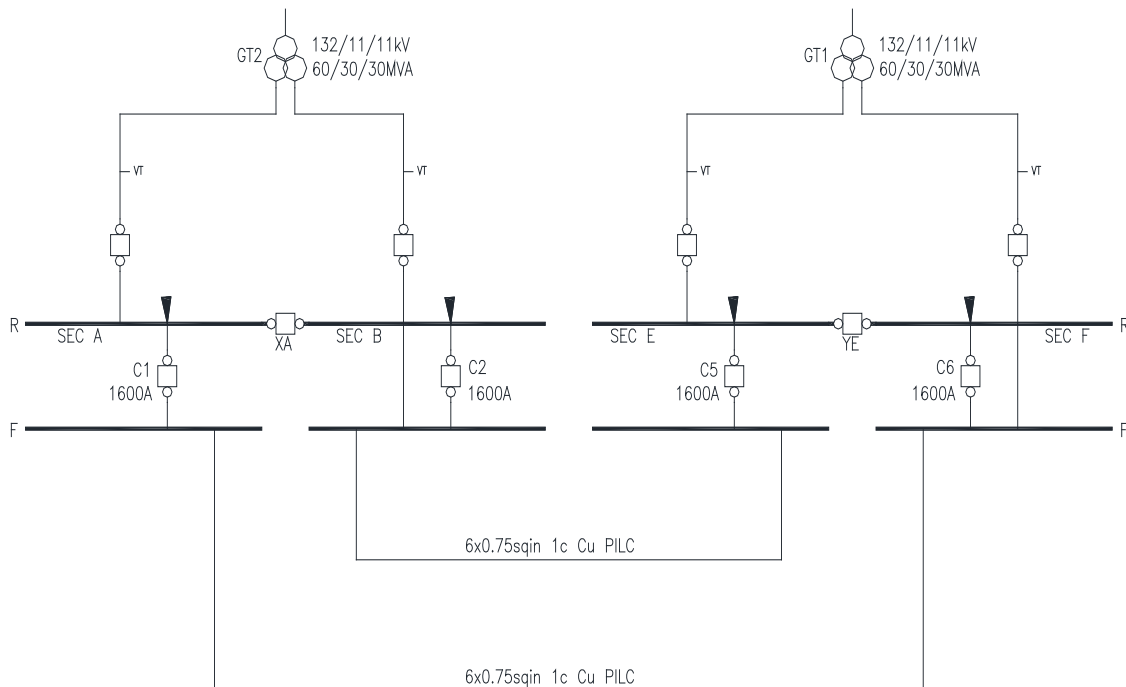 GT2
132/11/11kV
60/30/30MVA
GT1
132/11/11kV
60/30/30MVA
VT
VT
VT
VT
R
SEC A
XA
SEC B
SEC E
YE
SEC F
R
C1
1600A
C2
1600A
C5
1600A
C6
1600A
F
F
6x0.75sqin 1c Cu PILC
6x0.75sqin 1c Cu PILC